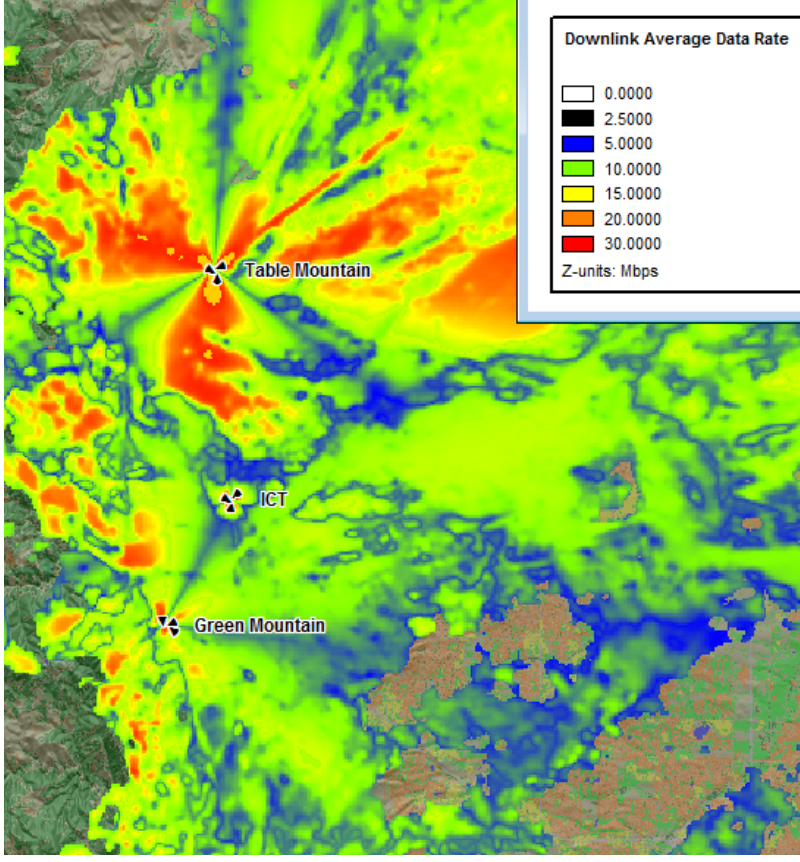 Downlink Average Data Rate
0.0000
2.5000
5.0000
10.0000
15.0000
20.0000
30.0000
Z-units: Mbps
Table Mountain
ICT
Green Mountain